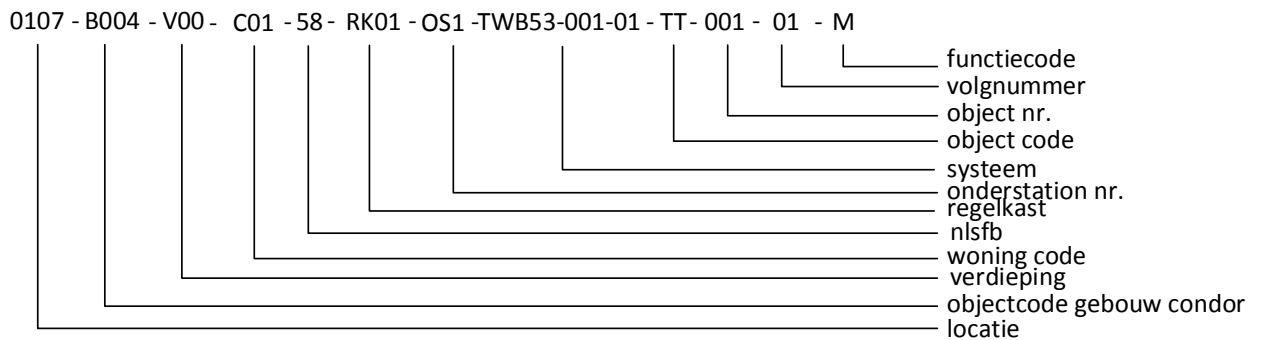 0107 - B004 - V00 - C01 - 58 - RK01 - OS1 -TWB53-001-01 - TT- 001 - 01 - M
functiecode
volgnummer
object nr.
object code
systeem
onderstation nr.
regelkast
nlsfb
woning code
verdieping
objectcode gebouw condor
locatie